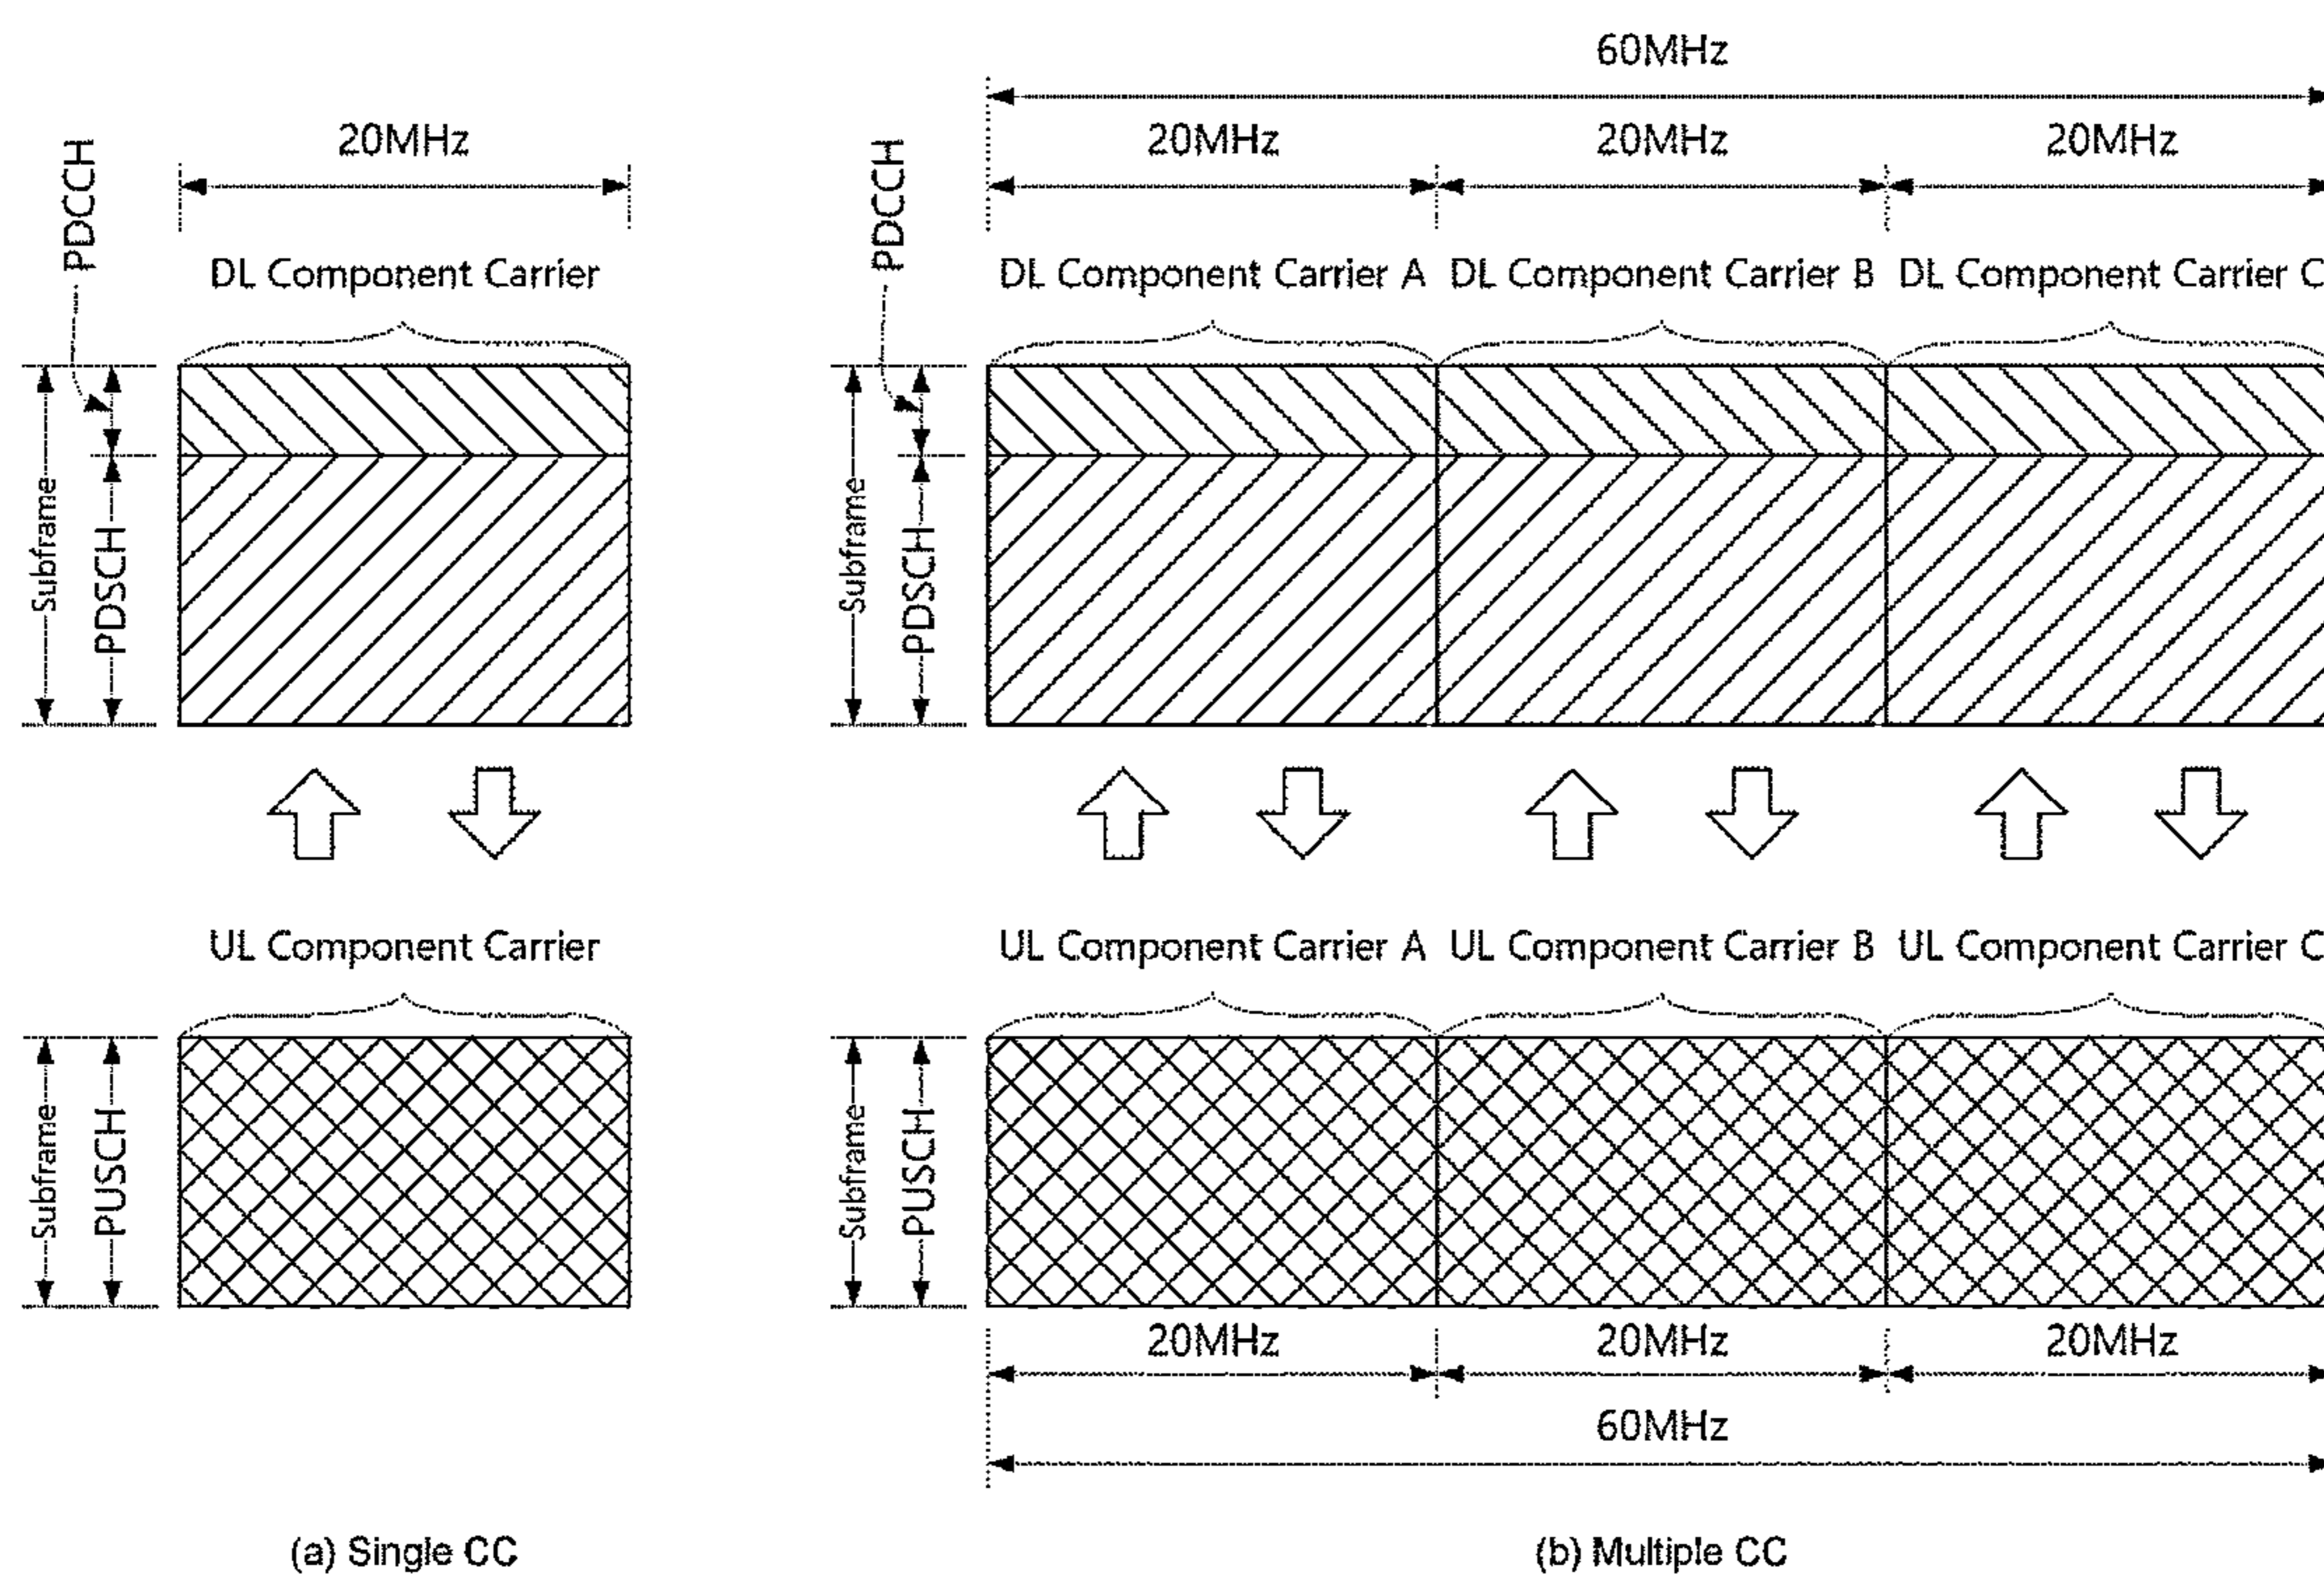 60MHz
20MHz
20MHz
20MHz
20MHz
PDCCH
PDCCH
DL Component Carrier
DL Component Carrier A
DL Component Carrier B
DL Component Carrier C
Subframe
PDSCH
Subframe
PDSCH
UL Component Carrier
UL Component Carrier A
UL Component Carrier B
UL Component Carrier C
Subframe
PUSCH
Subframe
PUSCH
20MHz
20MHz
20MHz
60MHz
(a) Single CC
(b) Multiple CC